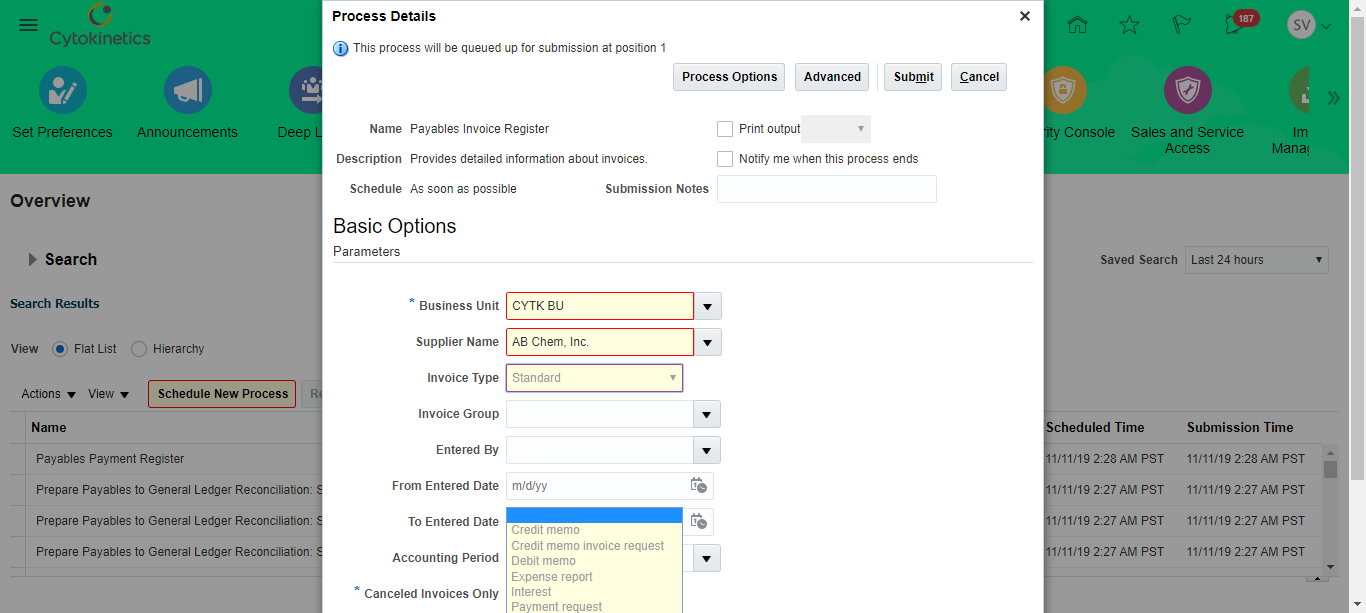 Process Details
This process will be queued up for submission at position 1
Process Options Advanced Submit Cancel
Name Payables Invoice Register Print output
Description Provides detailed information about invoices. Notify me when this process ends
Schedule As soon as possible Submission Notes
Basic Options
Parameters
* Business Unit CYTK BU
Supplier Name AB Chem, Inc.
Invoice Type Standard
Invoice Group
Entered By
From Entered Date m/d/yy
To Entered Date
Accounting Period
* Canceled Invoices Only
Credit memo
Credit memo invoice request
Debit memo
Expense report
Interest
Payment request
Cytokinetics
187
SV
Set Preferences
Announcements
Deep L
ity Console
Sales and Service
Access
Im
Manag
Overview
Search
Saved Search Last 24 hours
Search Results
View Flat List Hierarchy
Actions View Schedule New Process Re
Name Scheduled Time Submission Time
Payables Payment Register 11/11/19 2:28 AM PST 11/11/19 2:28 AM PST
Prepare Payables to General Ledger Reconciliation: S 11/11/19 2:27 AM PST 11/11/19 2:27 AM PST
Prepare Payables to General Ledger Reconciliation: S 11/11/19 2:27 AM PST 11/11/19 2:27 AM PST
Prepare Payables to General Ledger Reconciliation: S 11/11/19 2:27 AM PST 11/11/19 2:27 AM PST